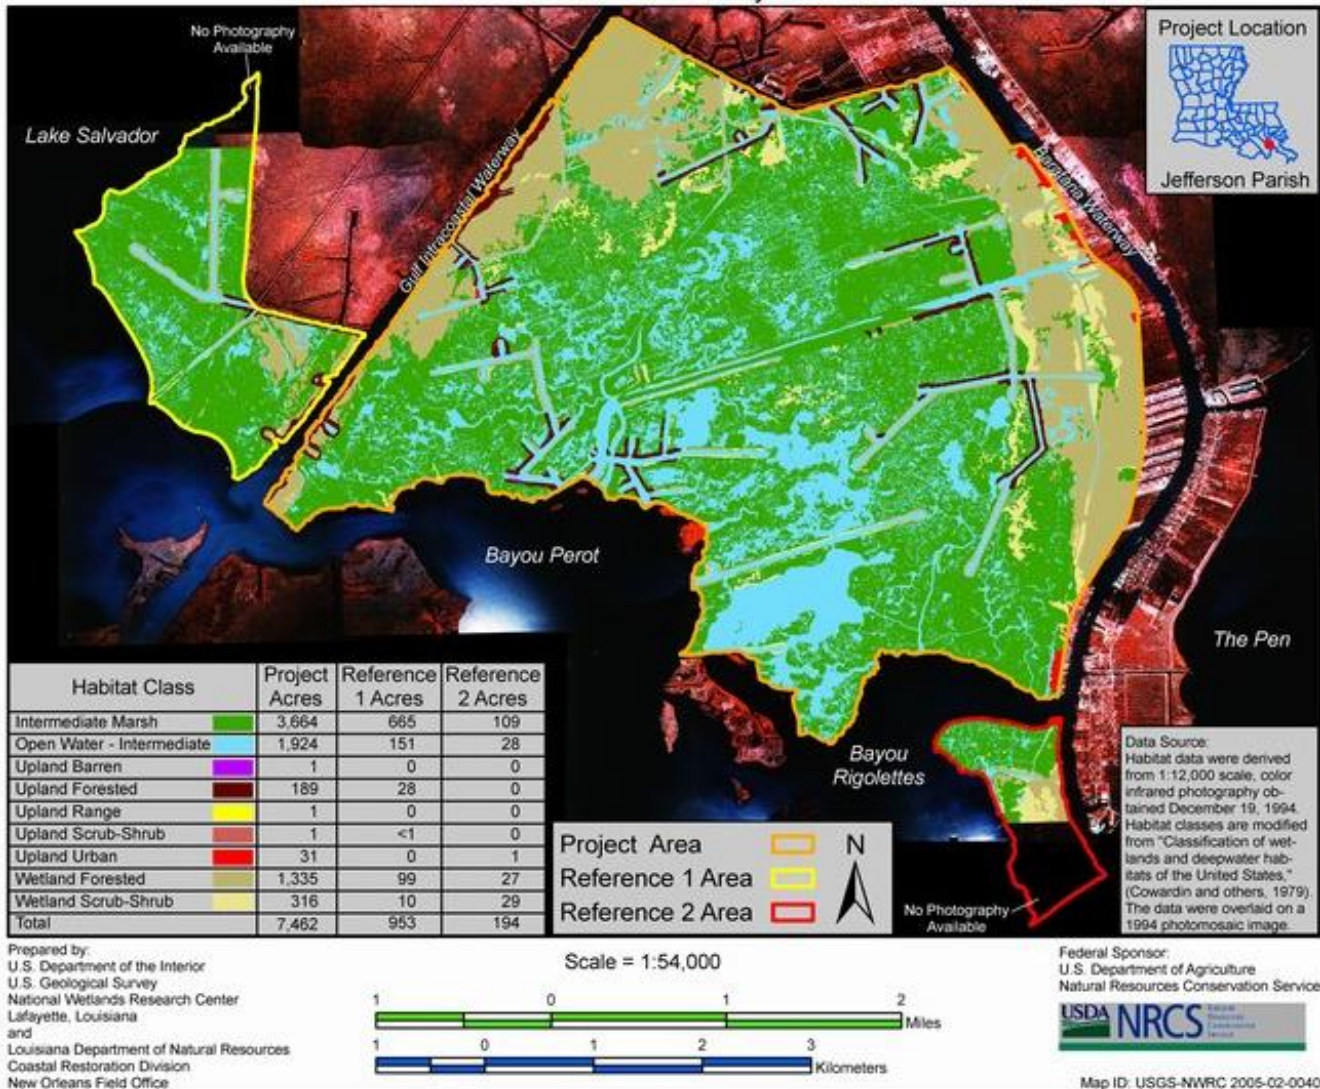 No Photography
Available
Lake Salvador
Gulf Intracoastal Waterway
Barataria Waterway
Project Location
Jefferson Parish
Bayou Perot
The Pen
Bayou
Rigolettes
Habitat Class Project Acres Reference 1 Acres Reference 2 Acres
Intermediate Marsh 3,664 665 109
Open Water - Intermediate 1,924 151 28
Upland Barren 1 0 0
Upland Forested 189 28 0
Upland Range 1 0 0
Upland Scrub-Shrub 1 <1 0
Upland Urban 31 0 1
Wetland Forested 1,335 99 27
Wetland Scrub-Shrub 316 10 29
Total 7,462 953 194
Project Area
Reference 1 Area
Reference 2 Area
N
No Photography
Available
Data Source:
Habitat data were derived
from 1:12,000 scale, color
infrared photography ob-
tained December 19, 1994.
Habitat classes are modified
from "Classification of wet-
lands and deepwater hab-
itats of the United States,"
(Cowardin and others, 1979).
The data were overlaid on a
1994 photomosaic image.
Prepared by:
U.S. Department of the Interior
U.S. Geological Survey
National Wetlands Research Center
Lafayette, Louisiana
and
Louisiana Department of Natural Resources
Coastal Restoration Division
New Orleans Field Office
Scale = 1:54,000
1 0 1 2
Miles
1 0 1 2 3
Kilometers
Federal Sponsor:
U.S. Department of Agriculture
Natural Resources Conservation Service
USDA NRCS
Natural
Resources
Conservation
Service
Map ID: USGS-NWRC 2005-02-0040